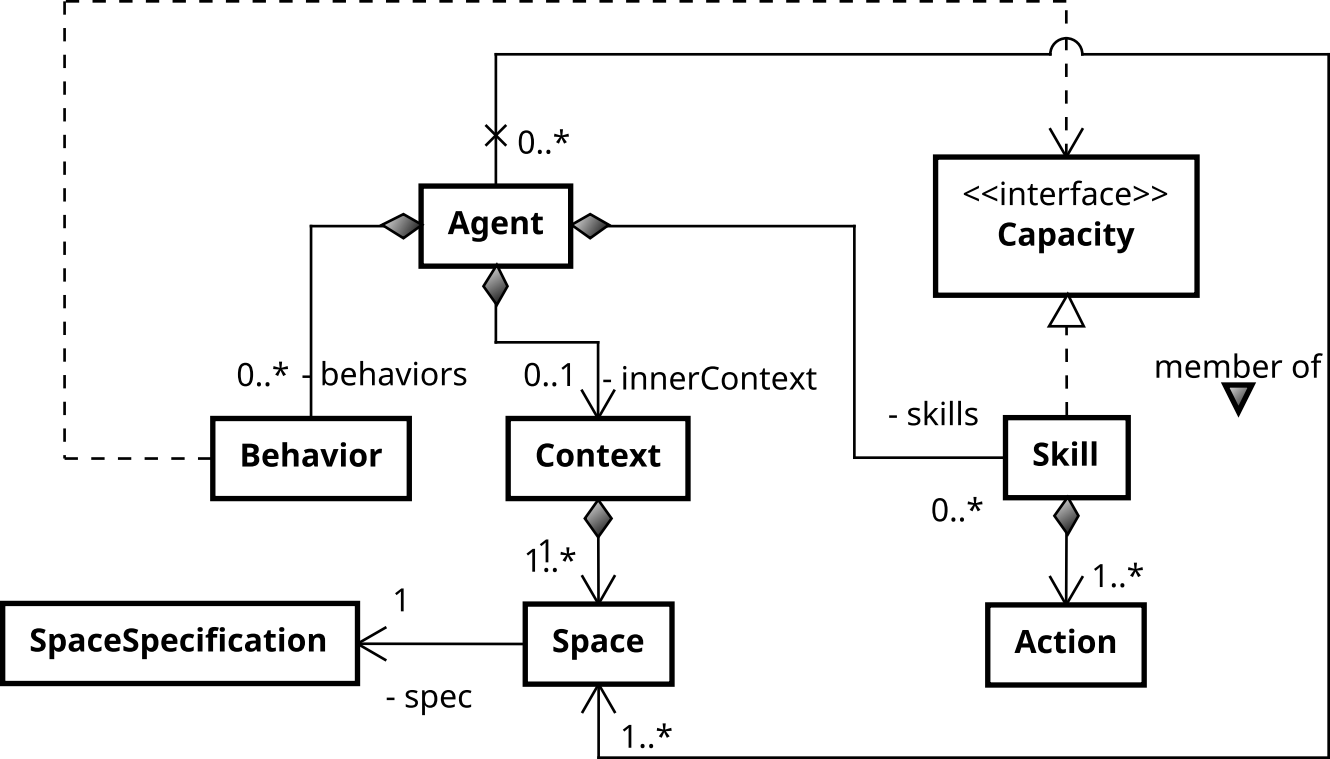 0..*
Agent
<<interface>>
Capacity
member of
0..* - behaviors
0..1 - innerContext
- skills
Behavior
Context
Skill
0..*
1
1..*
1..*
1
SpaceSpecification
Space
Action
- spec
1..*